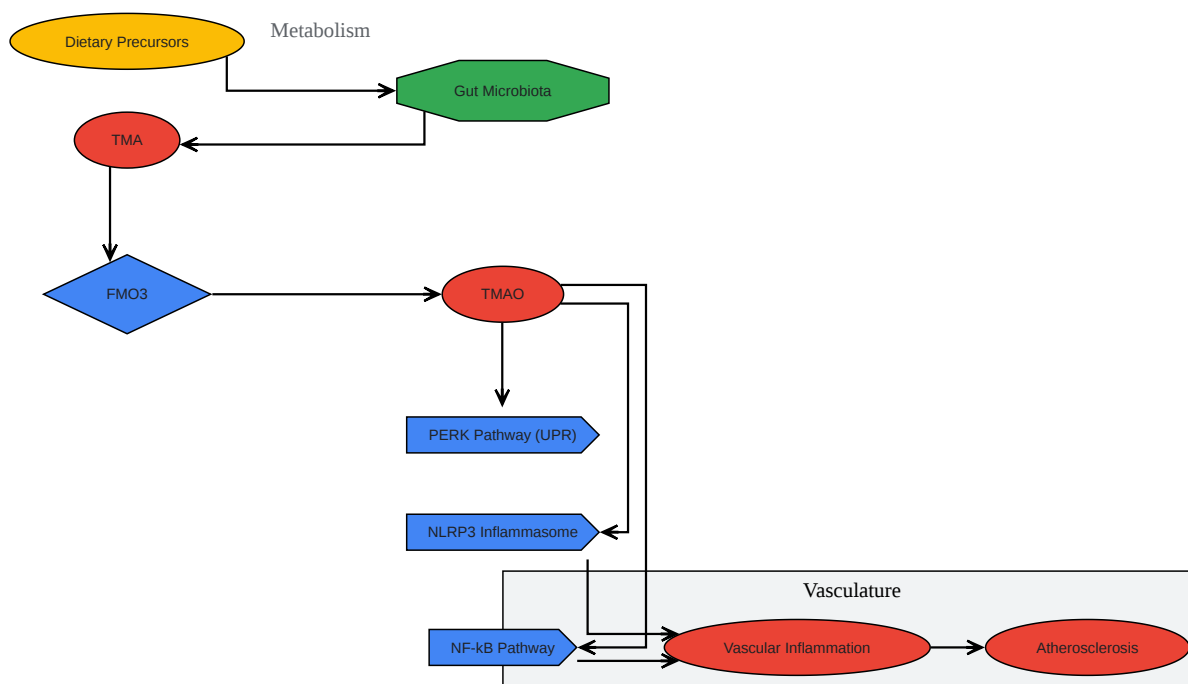 Metabolism
Dietary Precursors
Gut Microbiota
TMA
FMO3
TMAO
PERK Pathway (UPR)
NLRP3 Inflammasome
Vasculature
NF-kB Pathway
Vascular Inflammation
Atherosclerosis